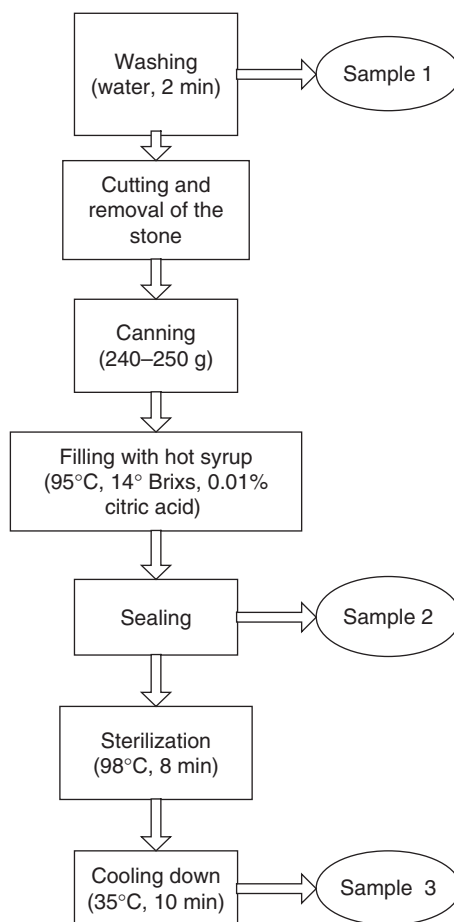 Washing
(water, 2 min)
Sample 1
Cutting and
removal of the
stone
Canning
(240–250 g)
Filling with hot syrup
(95°C, 14° Brixs, 0.01%
citric acid)
Sealing
Sample 2
Sterilization
(98°C, 8 min)
Cooling down
(35°C, 10 min)
Sample 3